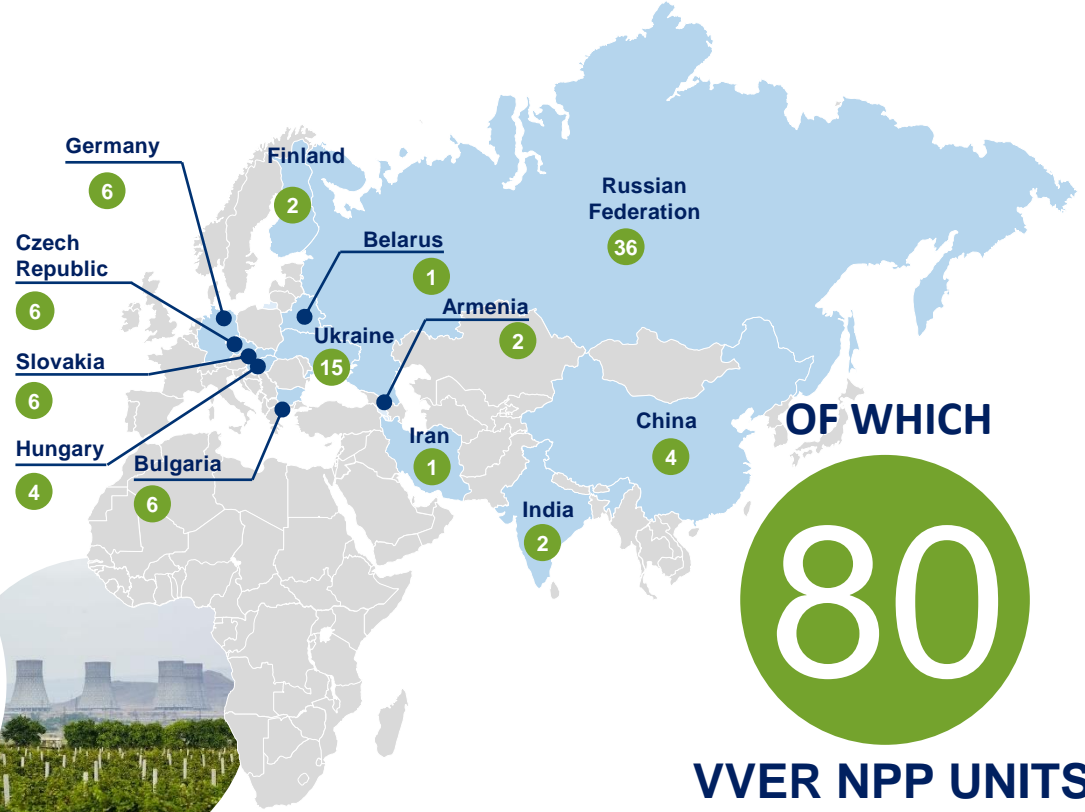 Germany
6
Finland
2
Russian
Federation
36
Czech
Republic
6
Belarus
1
Armenia
2
Ukraine
15
Slovakia
6
Hungary
4
Bulgaria
6
Iran
1
China
4
India
2
OF WHICH
80
VVER NPP UNITS